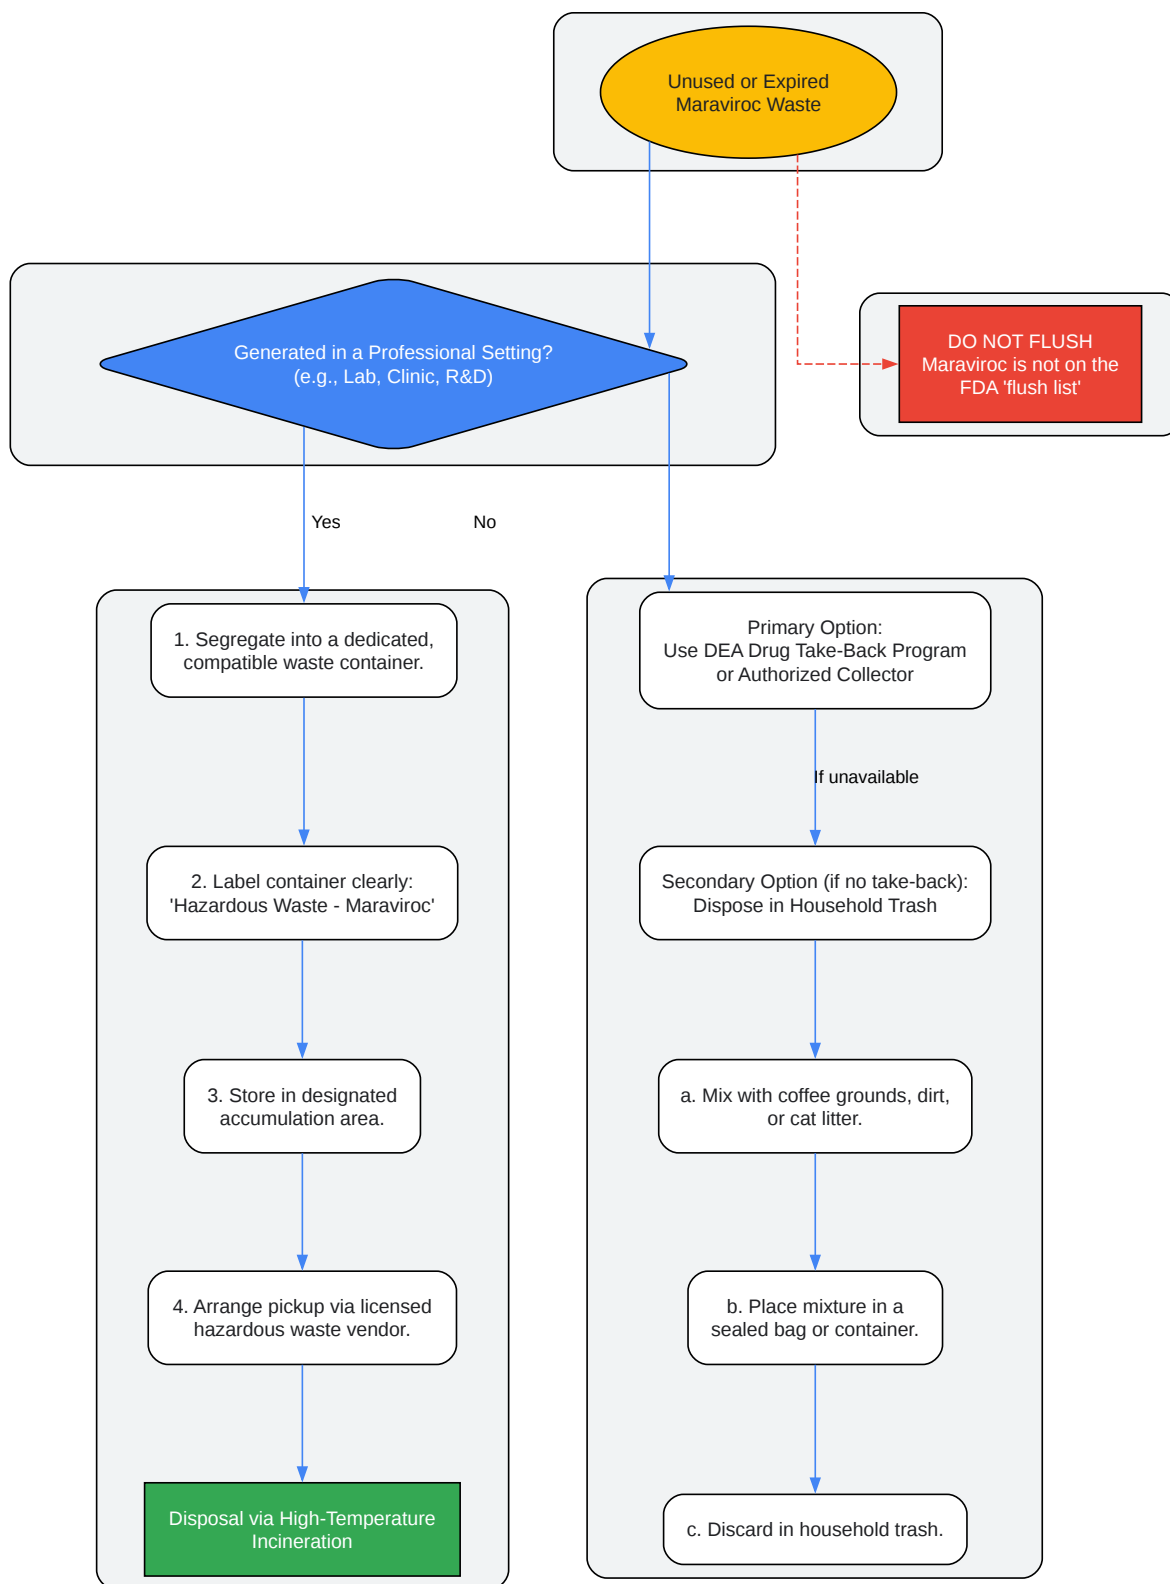 Unused or Expired
Maraviroc Waste
Generated in a Professional Setting?
(e.g., Lab, Clinic, R&D)
DO NOT FLUSH
Maraviroc is not on the
FDA 'flush list'
Yes
No
1. Segregate into a dedicated,
compatible waste container.
2. Label container clearly:
'Hazardous Waste - Maraviroc'
3. Store in designated
accumulation area.
4. Arrange pickup via licensed
hazardous waste vendor.
Disposal via High-Temperature
Incineration
Primary Option:
Use DEA Drug Take-Back Program
or Authorized Collector
If unavailable
Secondary Option (if no take-back):
Dispose in Household Trash
a. Mix with coffee grounds, dirt,
or cat litter.
b. Place mixture in a
sealed bag or container.
c. Discard in household trash.